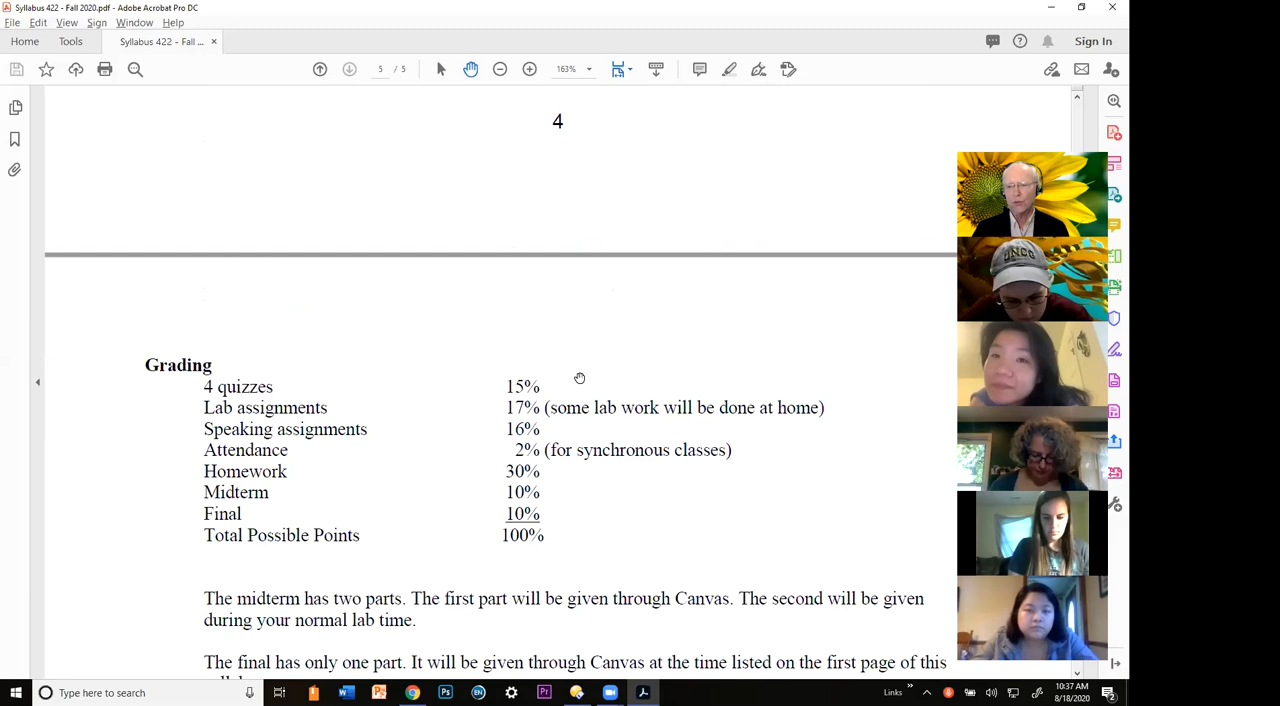 Syllabus 422 - Fall 2020.pdf - Adobe Acrobat Pro DC
File Edit View Sign Window Help
Home Tools Syllabus 422 - Fall ... × Sign In
5 / 5 163%
4
UNCG
Grading
4 quizzes 15%
Lab assignments 17% (some lab work will be done at home)
Speaking assignments 16%
Attendance 2% (for synchronous classes)
Homework 30%
Midterm 10%
Final 10%
Total Possible Points 100%
The midterm has two parts. The first part will be given through Canvas. The second will be given
during your normal lab time.
The final has only one part. It will be given through Canvas at the time listed on the first page of this
Type here to search
Links »
10:37 AM
8/18/2020